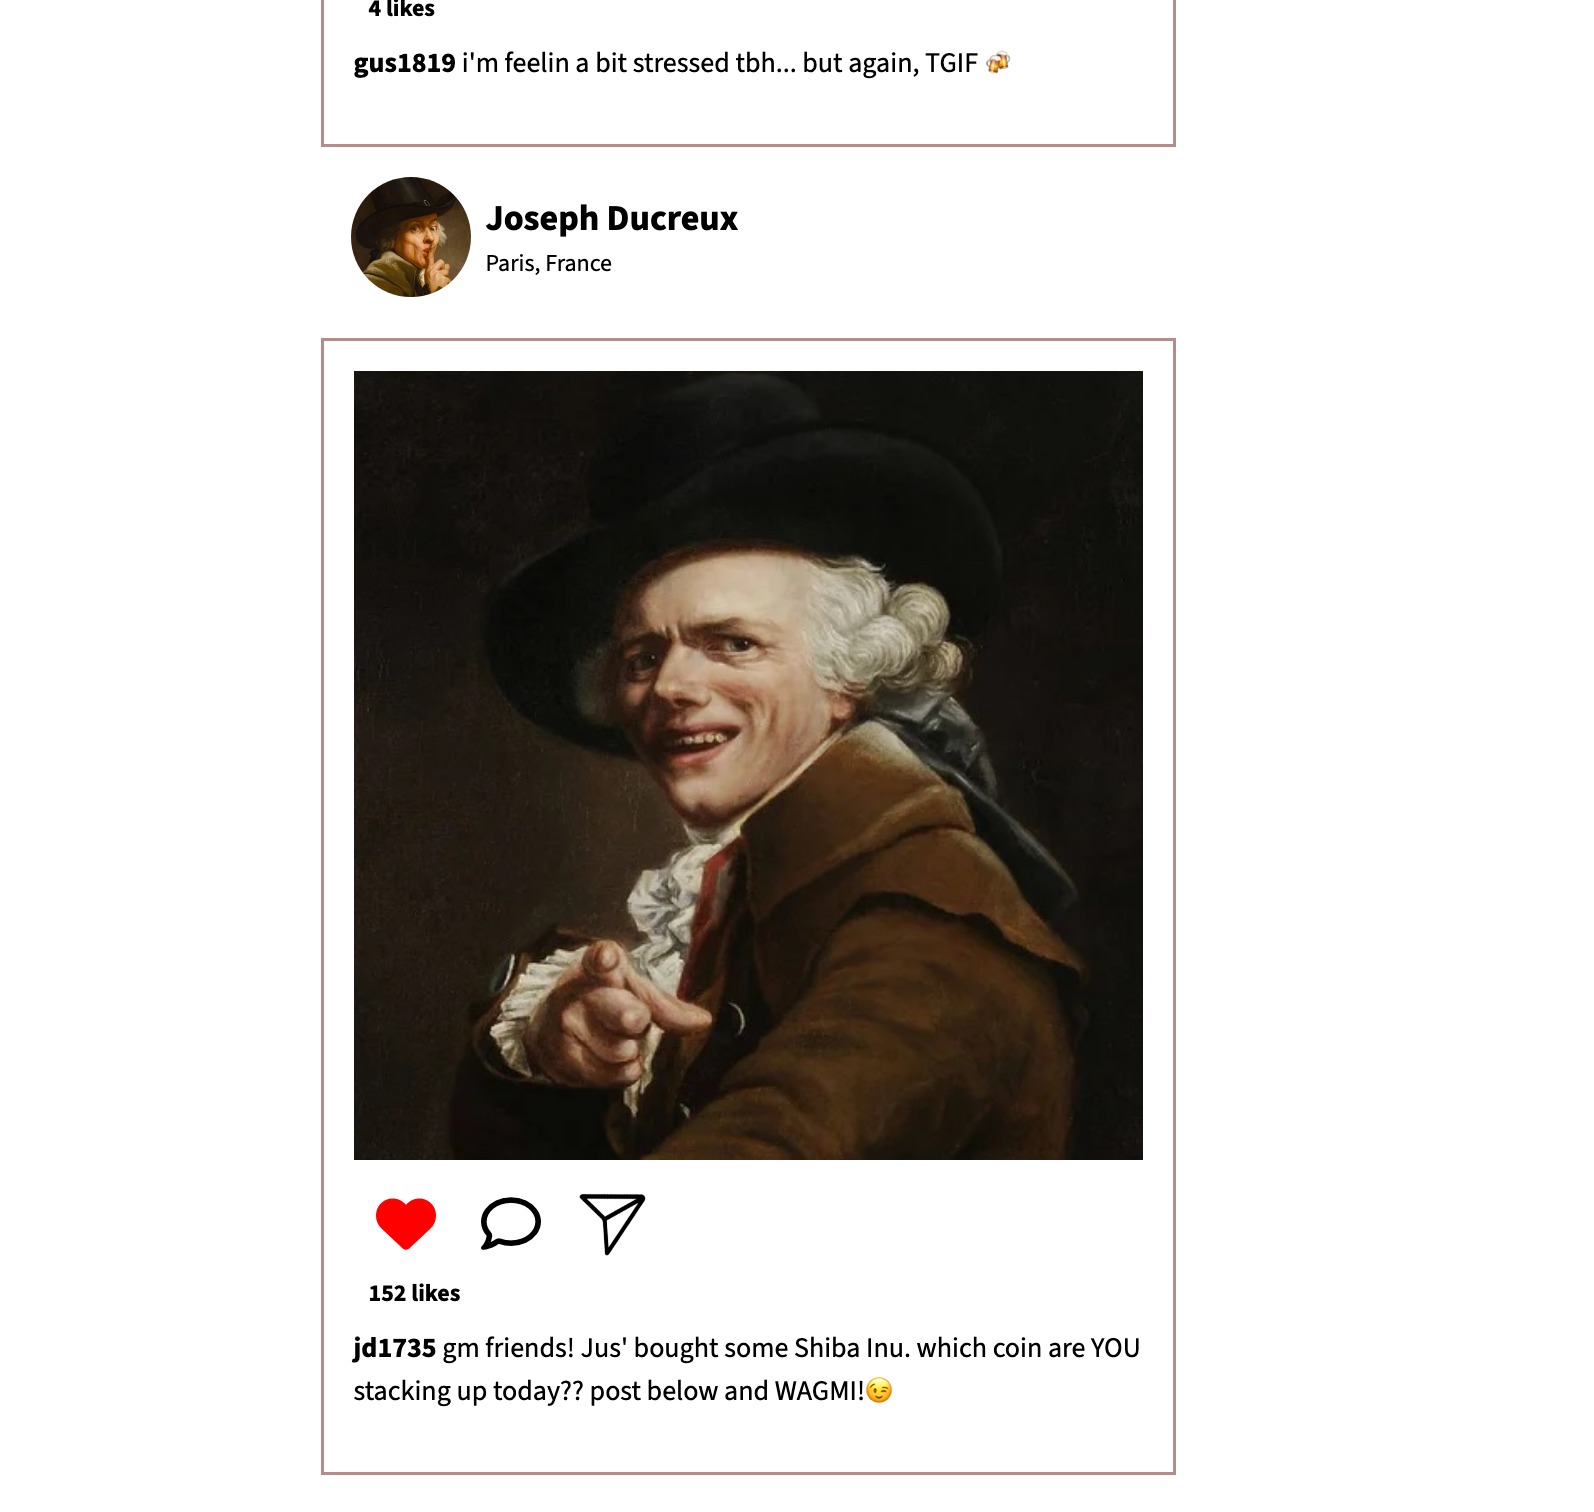 4 likes
gus1819 i'm feelin a bit stressed tbh... but again, TGIF 🍻
Joseph Ducreux
Paris, France
152 likes
jd1735 gm friends! Jus' bought some Shiba Inu. which coin are YOU
stacking up today?? post below and WAGMI!😉